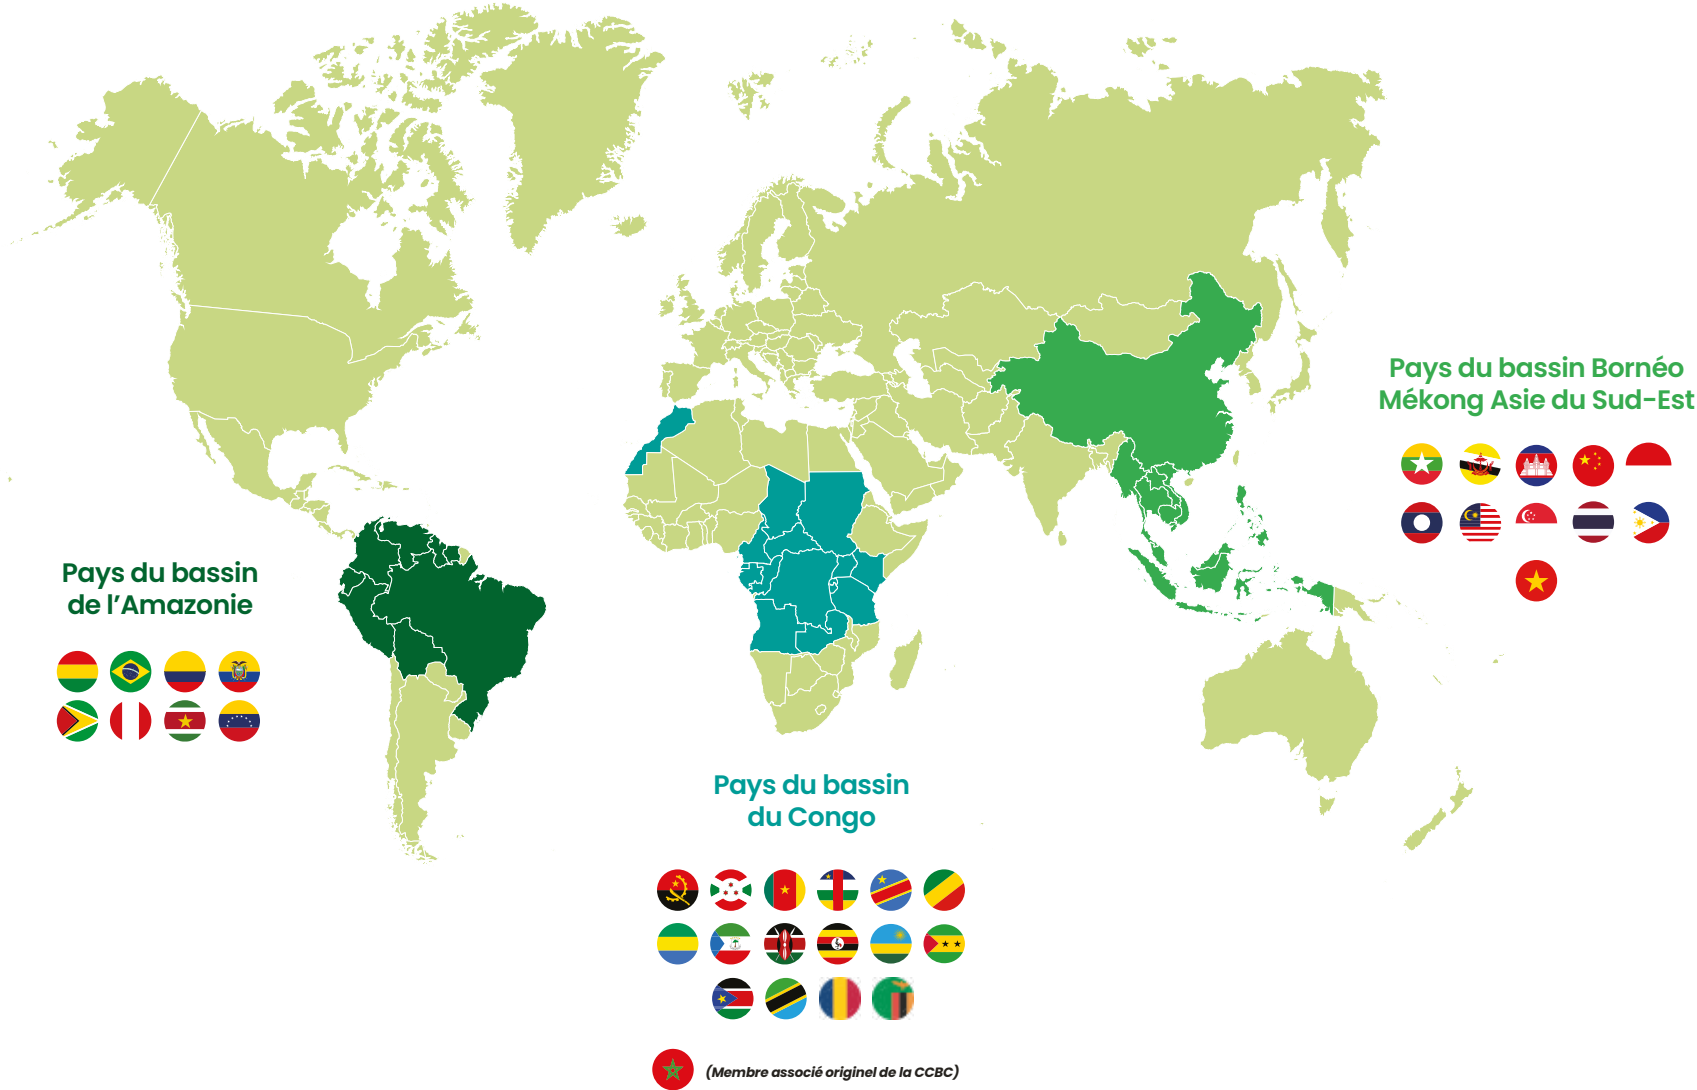 Pays du bassin Bornéo
Mékong Asie du Sud-Est
Pays du bassin
de l’Amazonie
Pays du bassin
du Congo
(Membre associé originel de la CCBC)